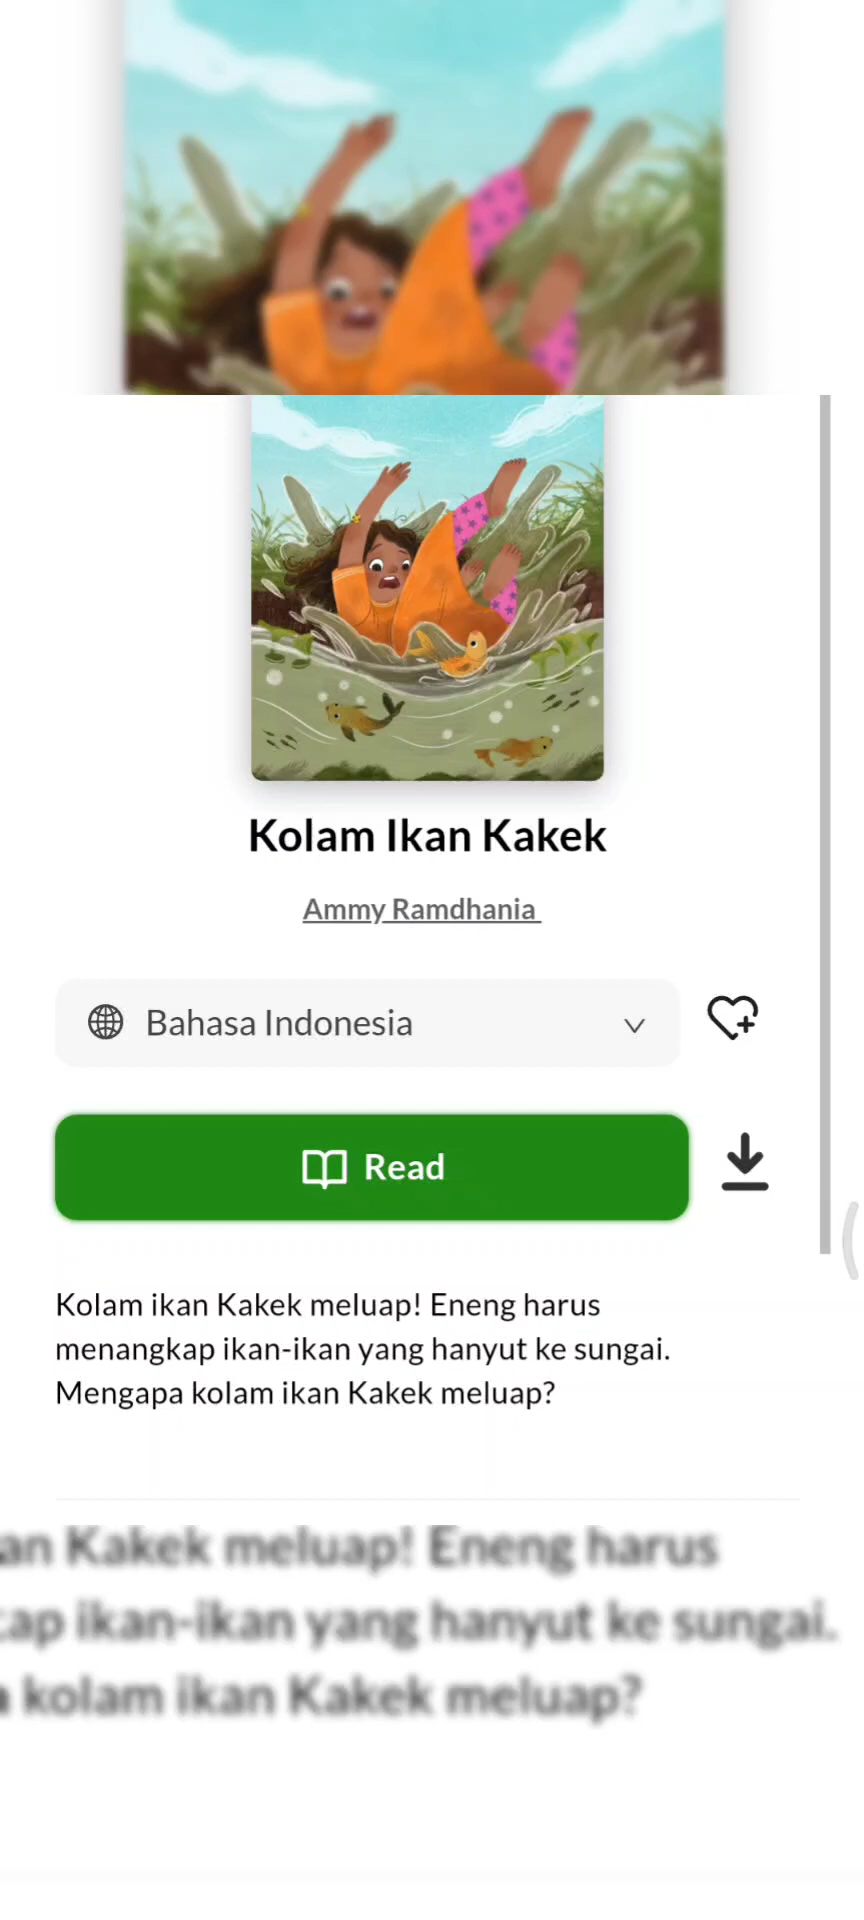 Kolam Ikan Kakek
Ammy Ramdhania
Bahasa Indonesia
Read
Kolam ikan Kakek meluap! Eneng harus
menangkap ikan-ikan yang hanyut ke sungai.
Mengapa kolam ikan Kakek meluap?
an Kakek meluap! Eneng harus
ap ikan-ikan yang hanyut ke sungai.
kolam ikan Kakek meluap?